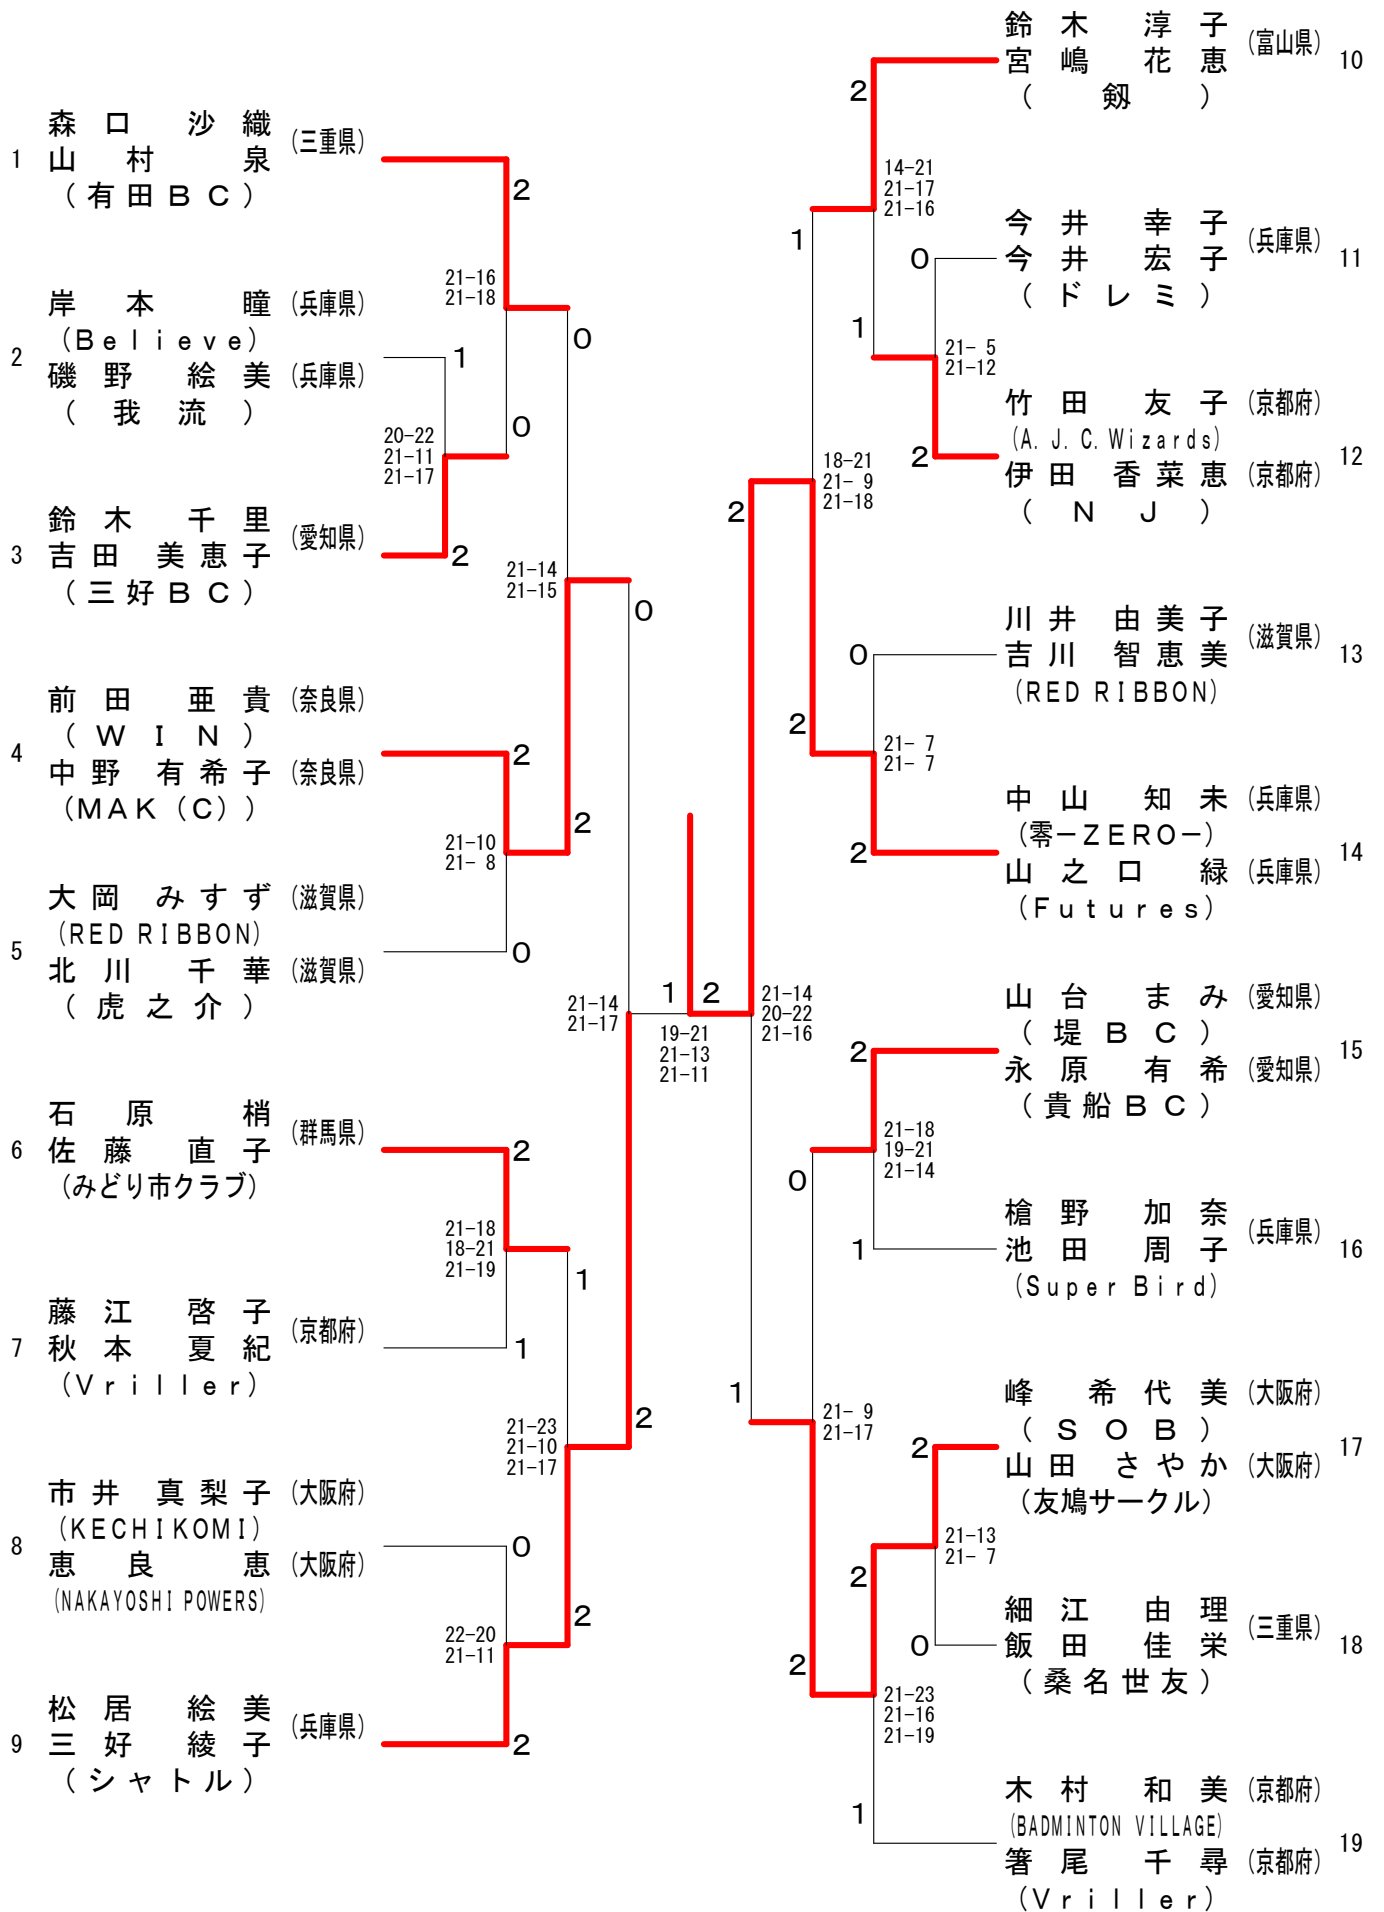 森口 沙織
(三重県)
1
山村 泉
(有田BC)
2
21-16
21-18
岸本 瞳 (兵庫県)
(Believe)
0
2
1
磯野 絵美 (兵庫県)
(我流)
0
20-22
21-11
21-17
鈴木 千里
(愛知県)
3
吉田 美恵子
2
(三好BC)
21-14
21-15
0
前田 亜貴 (奈良県)
(WIN)
4
2
中野 有希子 (奈良県)
(MAK(C))
2
21-10
21- 8
大岡 みすず (滋賀県)
(RED RIBBON)
5
0
北川 千華 (滋賀県)
(虎之介)
21-14
21-17
1
2
19-21
21-13
21-11
石原 梢
(群馬県)
6
佐藤 直子
2
(みどり市クラブ)
21-18
18-21
21-19
1
藤江 啓子
(京都府)
7
秋本 夏紀
1
(Vriller)
2
21-23
21-10
21-17
市井 真梨子 (大阪府)
(KECHIKOMI)
8
0
恵良 恵 (大阪府)
(NAKAYOSHI POWERS)
2
22-20
21-11
松居 絵美
(兵庫県)
9
三好 綾子
2
(シャトル)
鈴木 淳子
(富山県)
宮嶋 花恵
10
(剱)
2
14-21
21-17
21-16
1
今井 幸子
(兵庫県)
0
今井 宏子
11
(ドレミ)
1
21- 5
21-12
竹田 友子 (京都府)
(A.J.C.Wizards)
2
12
伊田 香菜恵 (京都府)
(NJ)
18-21
21- 9
21-18
2
川井 由美子
(滋賀県)
0
吉川 智恵美
13
(RED RIBBON)
2
21- 7
21- 7
中山 知未 (兵庫県)
(零-ZERO-)
2
14
山之口 緑 (兵庫県)
(Futures)
21-14
20-22
21-16
山台 まみ (愛知県)
(堤BC)
2
15
永原 有希 (愛知県)
(貴船BC)
21-18
19-21
21-14
0
槍野 加奈
(兵庫県)
1
池田 周子
16
(Super Bird)
1
21- 9
21-17
峰 希代美 (大阪府)
(SOB)
2
17
山田 さやか (大阪府)
(友鳩サークル)
21-13
21- 7
2
細江 由理
(三重県)
0
飯田 佳栄
18
(桑名世友)
2
21-23
21-16
21-19
木村 和美 (京都府)
1
(BADMINTON VILLAGE)
19
箸尾 千尋 (京都府)
(Vriller)